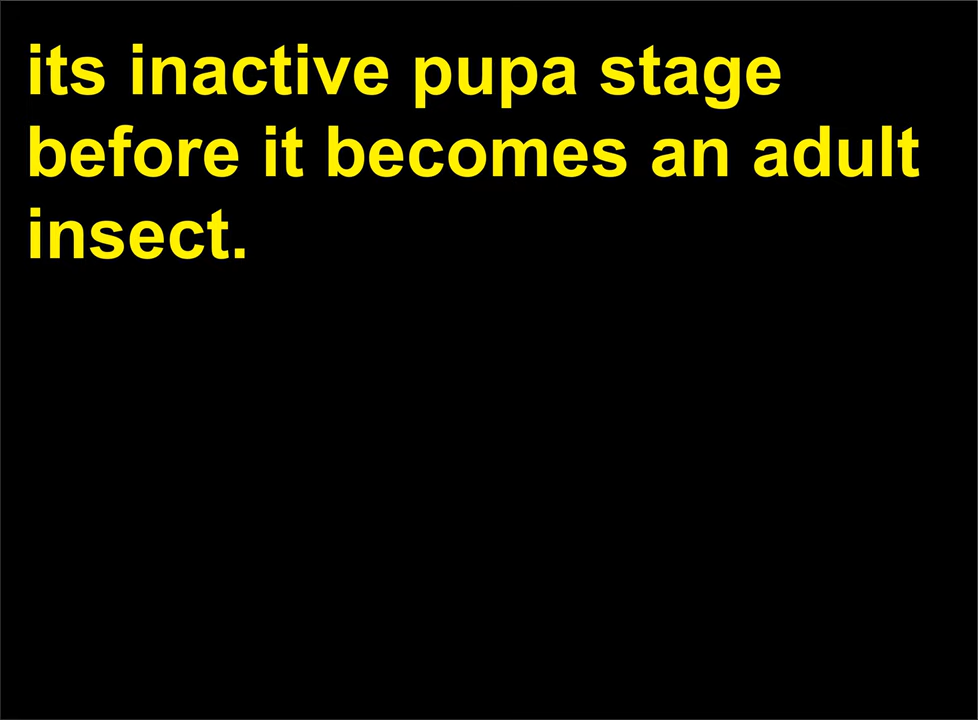 its inactive pupa stage
before it becomes an adult
insect.